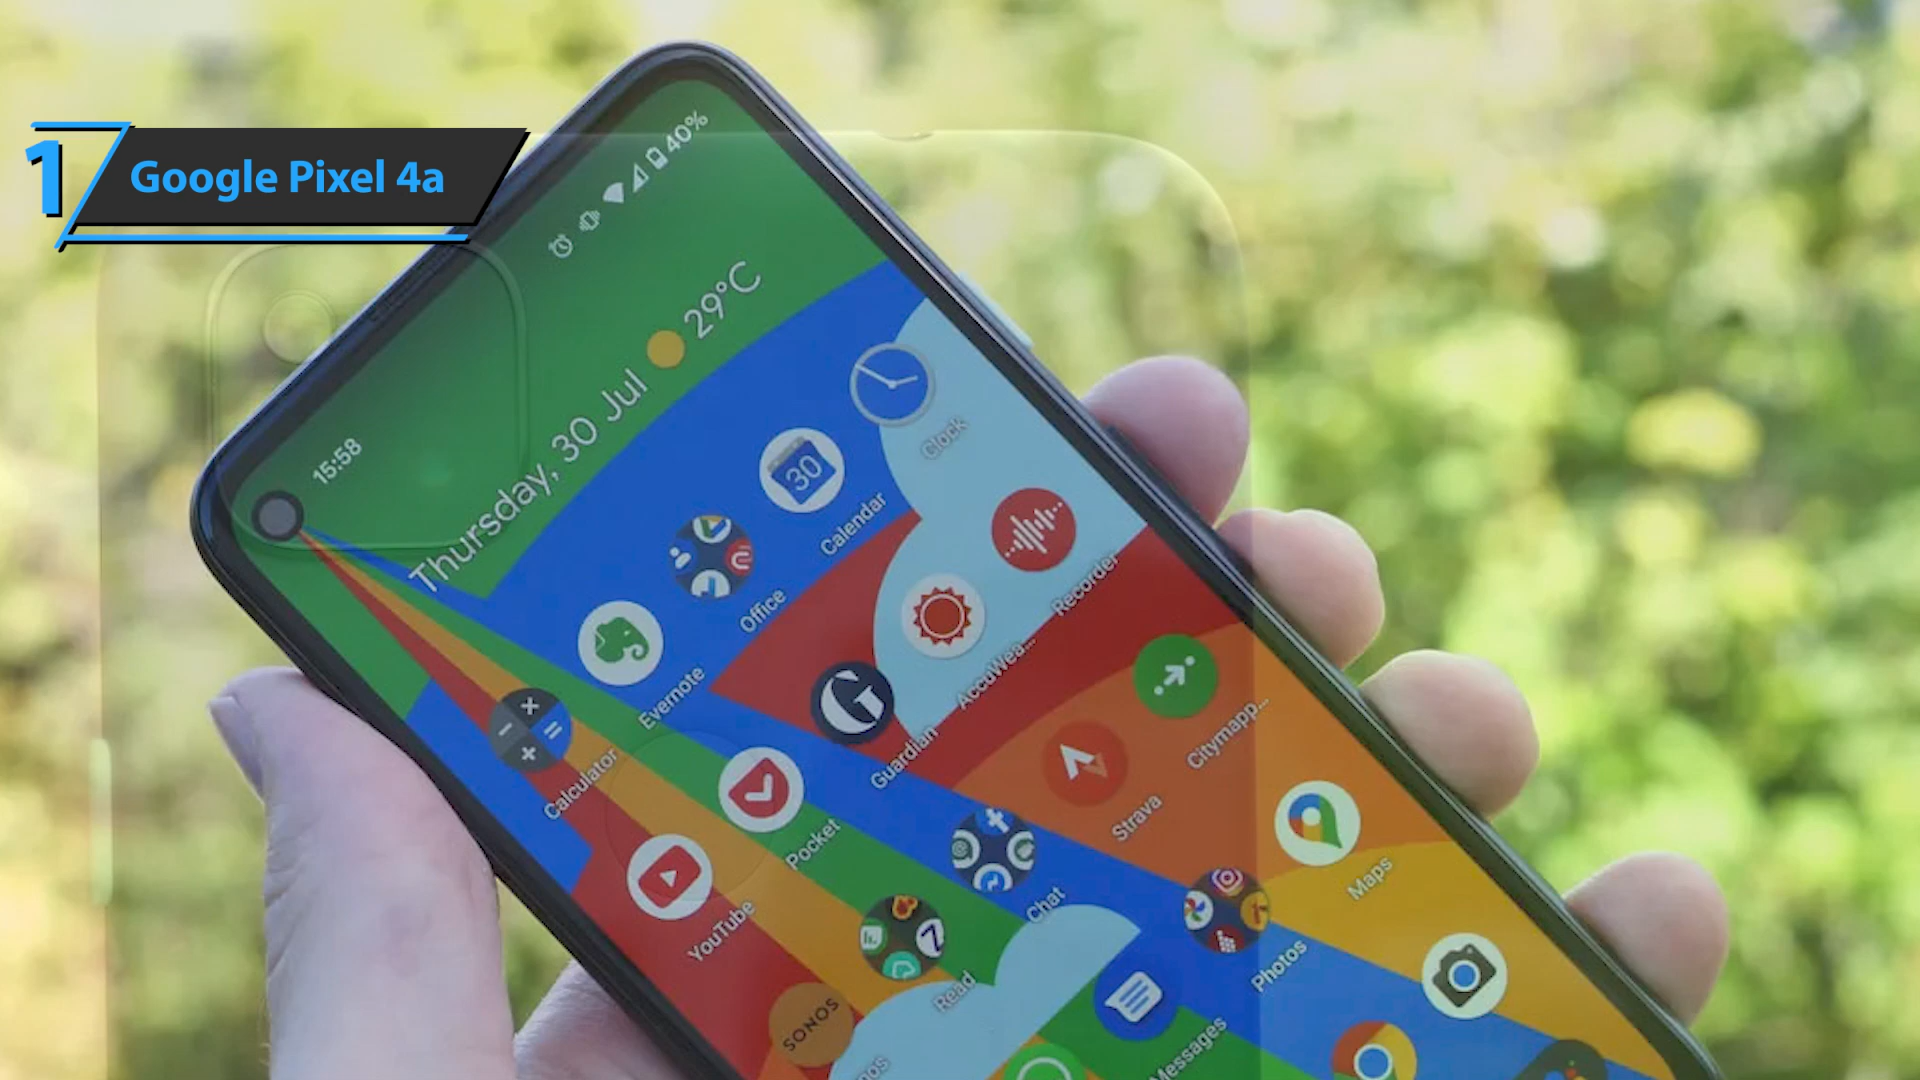 1
Google Pixel 4a
40%
15:58
Thursday, 30 Jul
29°C
Clock
30
Calendar
Recorder
Office
AccuWea...
Evernote
G
Guardian
Citymapp...
Calculator
Strava
Pocket
Maps
YouTube
Chat
Photos
Read
SONOS
Messages